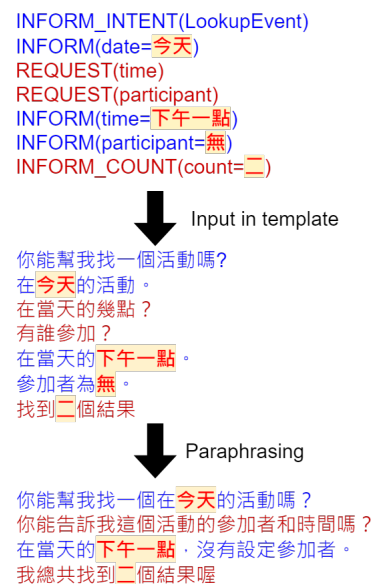 INFORM_INTENT(LookupEvent)
INFORM(date=今天)
REQUEST(time)
REQUEST(participant)
INFORM(time=下午一點)
INFORM(participant=無)
INFORM_COUNT(count=二)
Input in template
你能幫我找一個活動嗎?
在今天的活動。
在當天的幾點？
有誰參加？
在當天的下午一點。
參加者為無。
找到二個結果
Paraphrasing
你能幫我找一個在今天的活動嗎？
你能告訴我這個活動的參加者和時間嗎？
在當天的下午一點，沒有設定參加者。
我總共找到二個結果喔